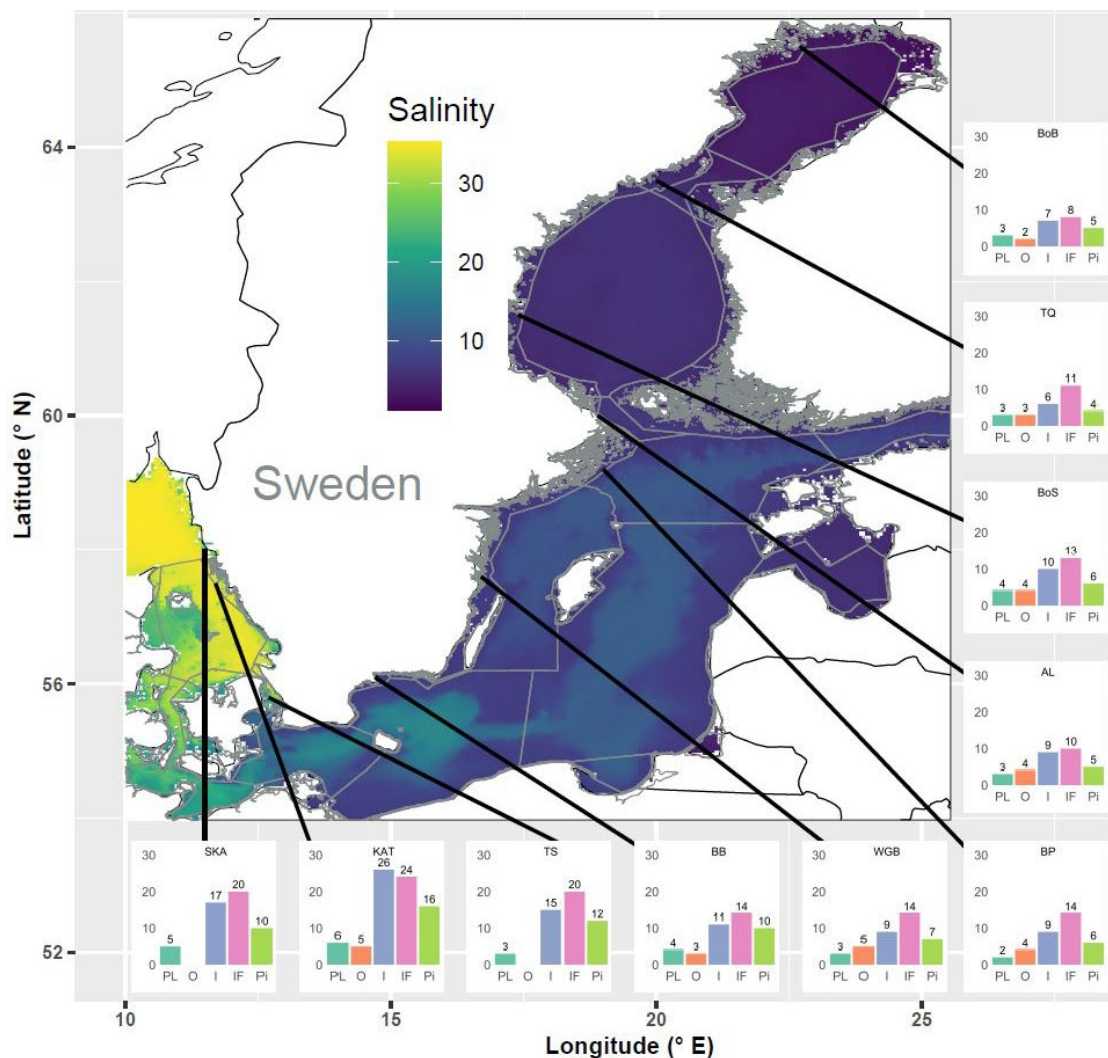 Salinity
30
20
10
Sweden
Latitude (° N)
64
60
56
52
10
15
20
25
Longitude (° E)
BoB
30
20
10
0
3 2 7 8 5
PL O I IF Pi
TQ
30
20
10
0
3 3 6 11 4
PL O I IF Pi
BoS
30
20
10
0
4 4 10 13 6
PL O I IF Pi
AL
30
20
10
0
3 4 9 10 5
PL O I IF Pi
SKA
30
20
10
0
5 17 20 10
PL O I IF Pi
KAT
30
20
10
0
6 5 26 24 16
PL O I IF Pi
TS
30
20
10
0
3 15 20 12
PL O I IF Pi
BB
30
20
10
0
4 3 11 14 10
PL O I IF Pi
WGB
30
20
10
0
3 5 9 14 7
PL O I IF Pi
BP
30
20
10
0
2 4 9 14 6
PL O I IF Pi